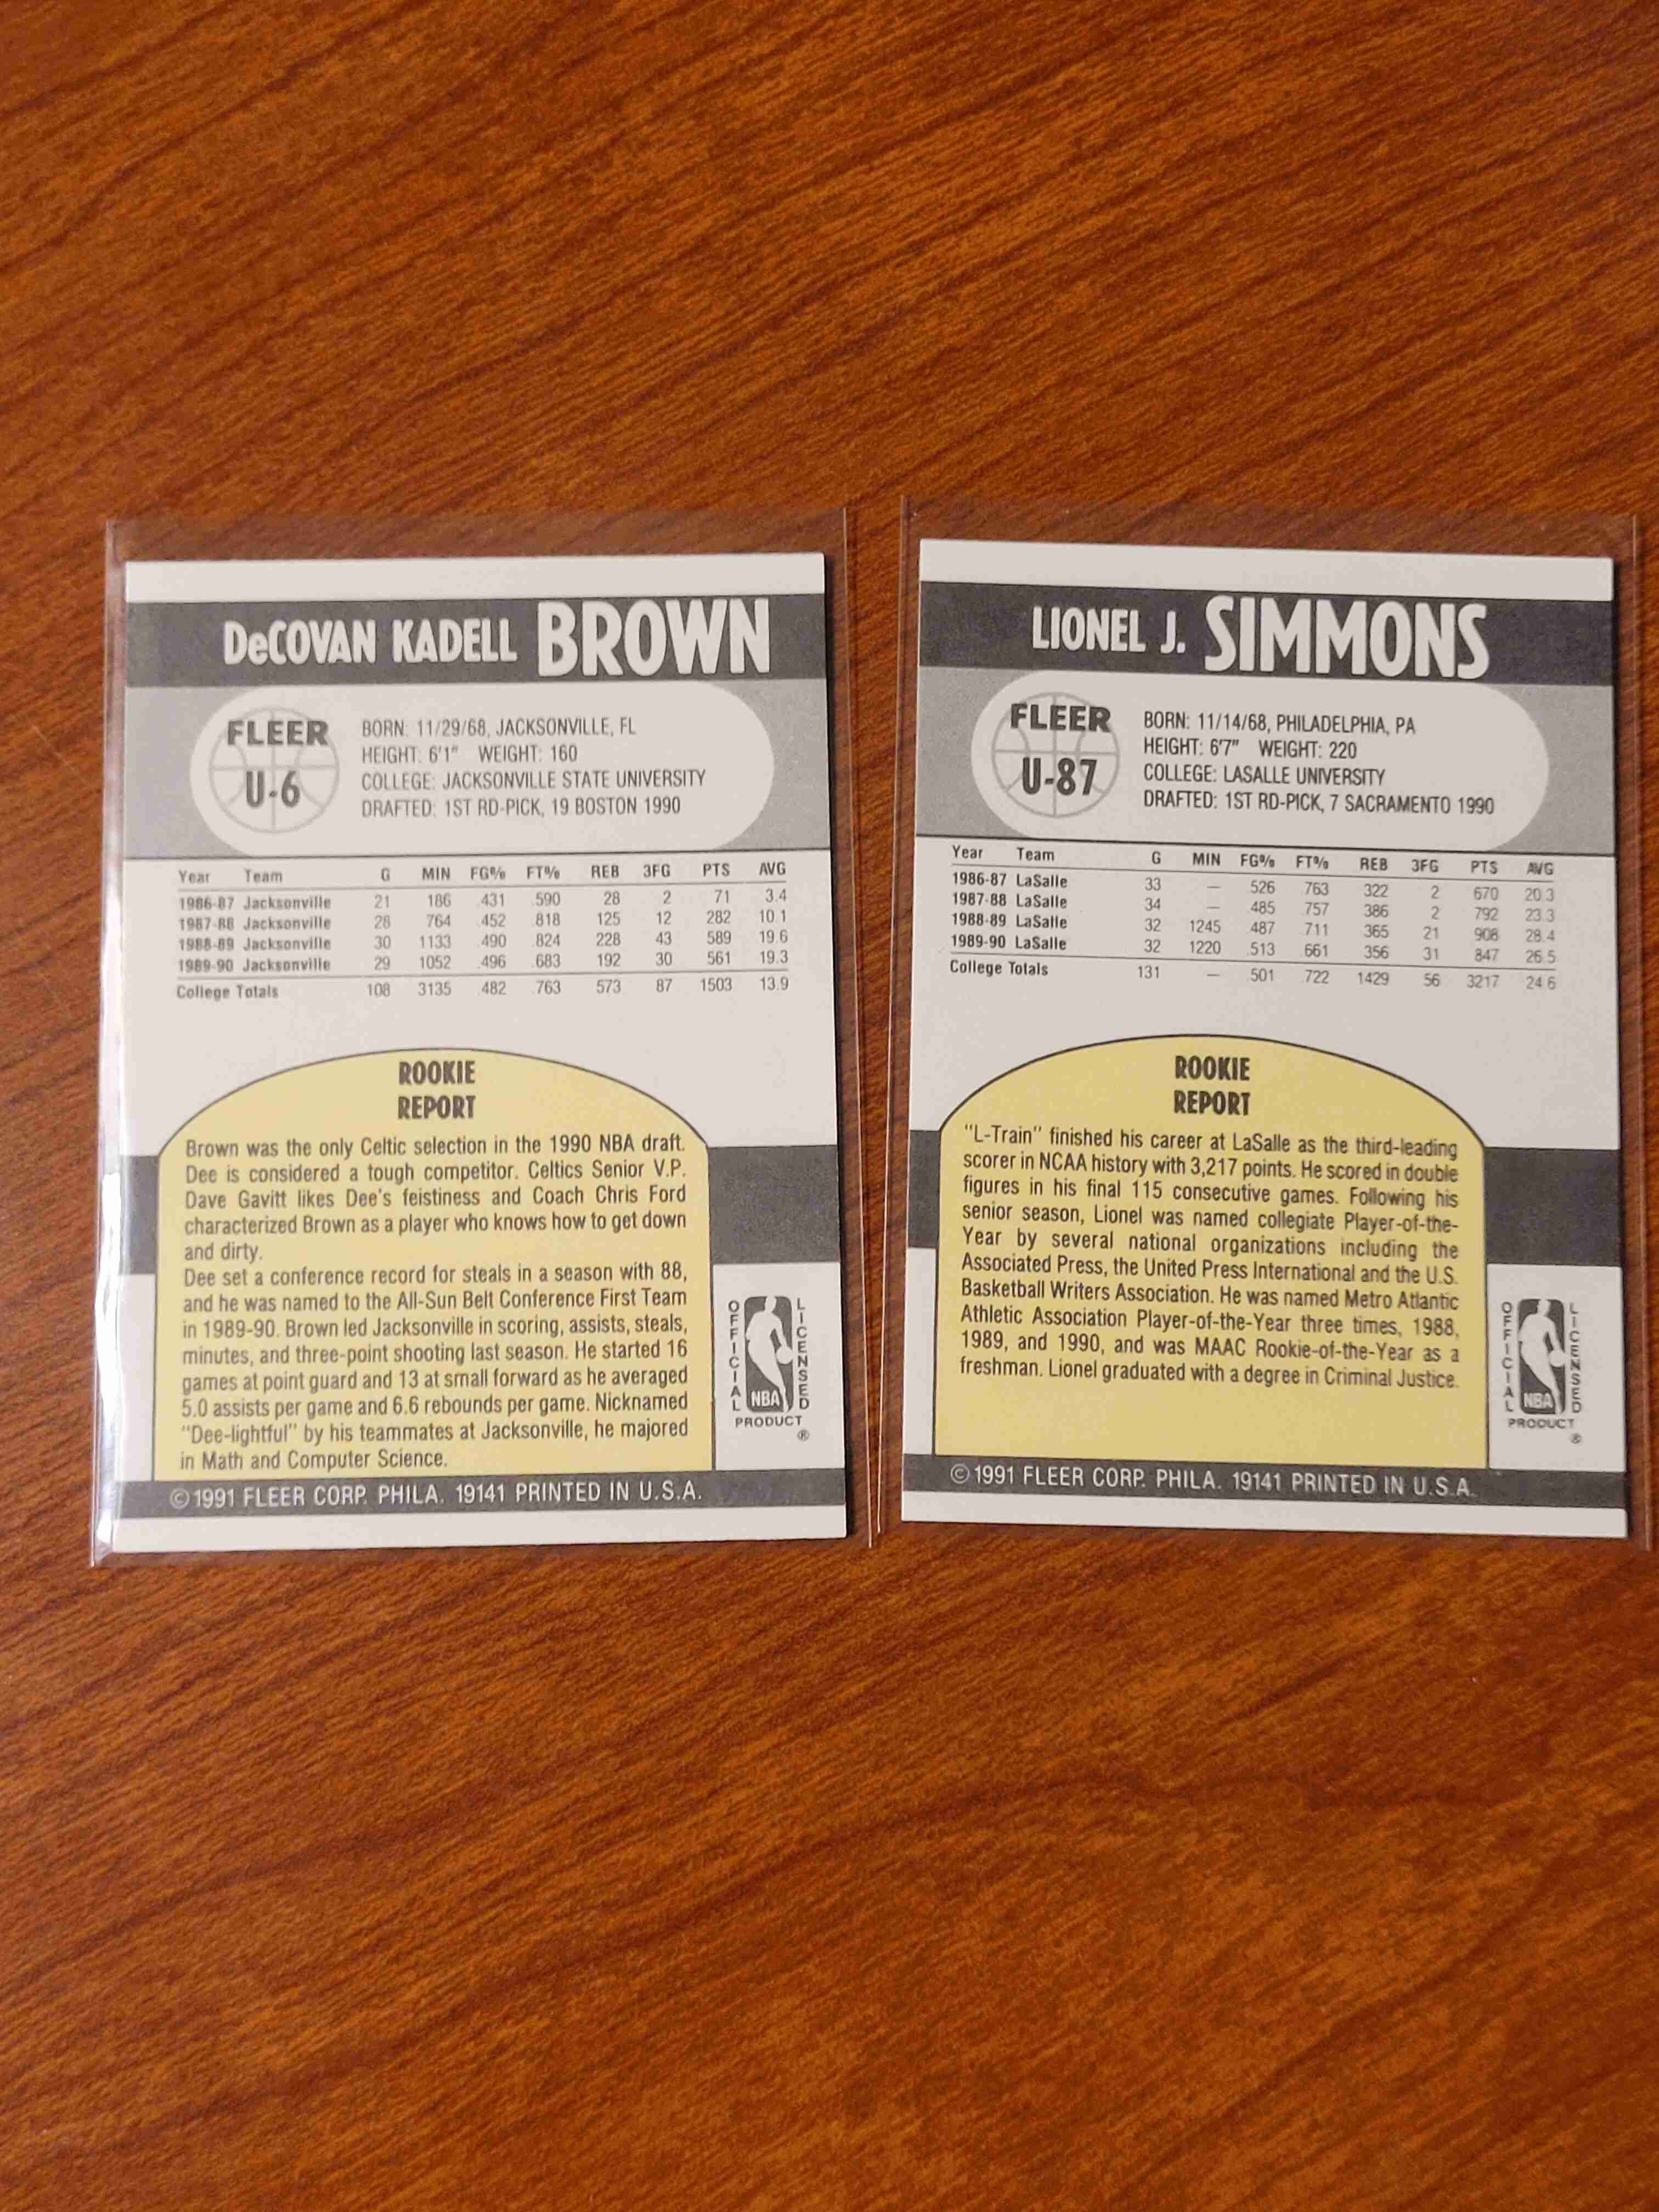 DeCOVAN KADELL BROWN
FLEER
U-6
BORN: 11/29/68, JACKSONVILLE, FL
HEIGHT: 6'1" WEIGHT: 160
COLLEGE: JACKSONVILLE STATE UNIVERSITY
DRAFTED: 1ST RD-PICK, 19 BOSTON 1990
Year Team G MIN FG% FT% REB 3FG PTS AVG
1986-87 Jacksonville 21 186 .431 .590 28 2 71 3.4
1987-88 Jacksonville 28 764 .452 .818 125 12 282 10.1
1988-89 Jacksonville 30 1133 .490 .824 228 43 589 19.6
1989-90 Jacksonville 29 1052 .496 .683 192 30 561 19.3
College Totals 108 3135 .482 .763 573 87 1503 13.9
ROOKIE
REPORT
Brown was the only Celtic selection in the 1990 NBA draft.
Dee is considered a tough competitor. Celtics Senior V.P.
Dave Gavitt likes Dee's feistiness and Coach Chris Ford
characterized Brown as a player who knows how to get down
and dirty.
Dee set a conference record for steals in a season with 88,
and he was named to the All-Sun Belt Conference First Team
in 1989-90. Brown led Jacksonville in scoring, assists, steals,
minutes, and three-point shooting last season. He started 16
games at point guard and 13 at small forward as he averaged
5.0 assists per game and 6.6 rebounds per game. Nicknamed
"Dee-lightful" by his teammates at Jacksonville, he majored
in Math and Computer Science.
OFFICIAL
LICENSED
NBA
PRODUCT
®
© 1991 FLEER CORP. PHILA. 19141 PRINTED IN U.S.A.
LIONEL J. SIMMONS
FLEER
U-87
BORN: 11/14/68, PHILADELPHIA, PA
HEIGHT: 6'7" WEIGHT: 220
COLLEGE: LASALLE UNIVERSITY
DRAFTED: 1ST RD-PICK, 7 SACRAMENTO 1990
Year Team G MIN FG% FT% REB 3FG PTS AVG
1986-87 LaSalle 33 — .526 .763 322 2 670 20.3
1987-88 LaSalle 34 — .485 .757 386 2 792 23.3
1988-89 LaSalle 32 1245 .487 .711 365 21 908 28.4
1989-90 LaSalle 32 1220 .513 .661 356 31 847 26.5
College Totals 131 — .501 .722 1429 56 3217 24.6
ROOKIE
REPORT
"L-Train" finished his career at LaSalle as the third-leading
scorer in NCAA history with 3,217 points. He scored in double
figures in his final 115 consecutive games. Following his
senior season, Lionel was named collegiate Player-of-the-
Year by several national organizations including the
Associated Press, the United Press International and the U.S.
Basketball Writers Association. He was named Metro Atlantic
Athletic Association Player-of-the-Year three times, 1988,
1989, and 1990, and was MAAC Rookie-of-the-Year as a
freshman. Lionel graduated with a degree in Criminal Justice.
OFFICIAL
LICENSED
NBA
PRODUCT
®
© 1991 FLEER CORP. PHILA. 19141 PRINTED IN U.S.A.